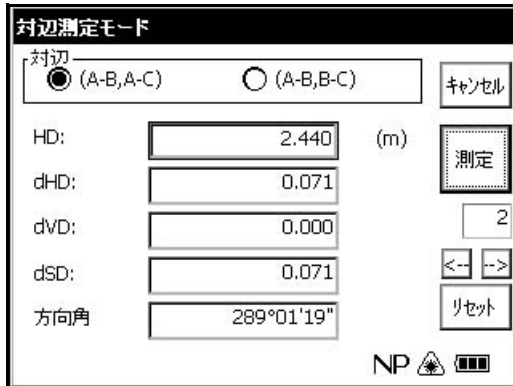 対辺測定モード
対辺
(A-B,A-C) (A-B,B-C)
キャンセル
HD: 2.440 (m)
測定
dHD: 0.071
dVD: 0.000
2
dSD: 0.071
<-- -->
方向角 289°01'19"
リセット
NP